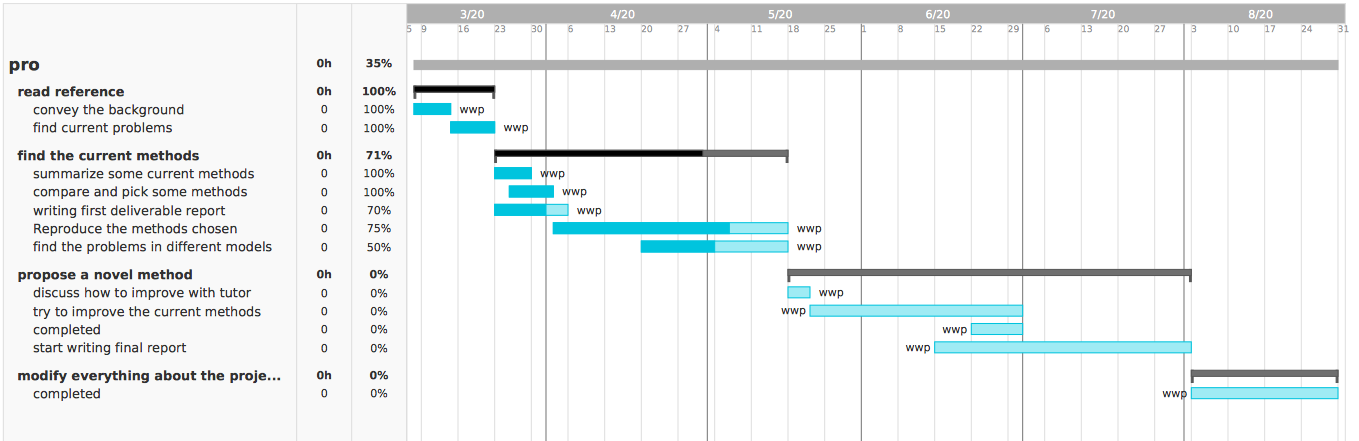 3/20 4/20 5/20 6/20 7/20 8/20
5 9 16 23 30 6 13 20 27 4 11 18 25 1 8 15 22 29 6 13 20 27 3 10 17 24 31
pro 0h 35%
read reference 0h 100%
convey the background 0 100% wwp
find current problems 0 100% wwp
find the current methods 0h 71%
summarize some current methods 0 100% wwp
compare and pick some methods 0 100% wwp
writing first deliverable report 0 70% wwp
Reproduce the methods chosen 0 75% wwp
find the problems in different models 0 50% wwp
propose a novel method 0h 0%
discuss how to improve with tutor 0 0% wwp
try to improve the current methods 0 0% wwp
completed 0 0% wwp
start writing final report 0 0% wwp
modify everything about the proje... 0h 0%
completed 0 0% wwp